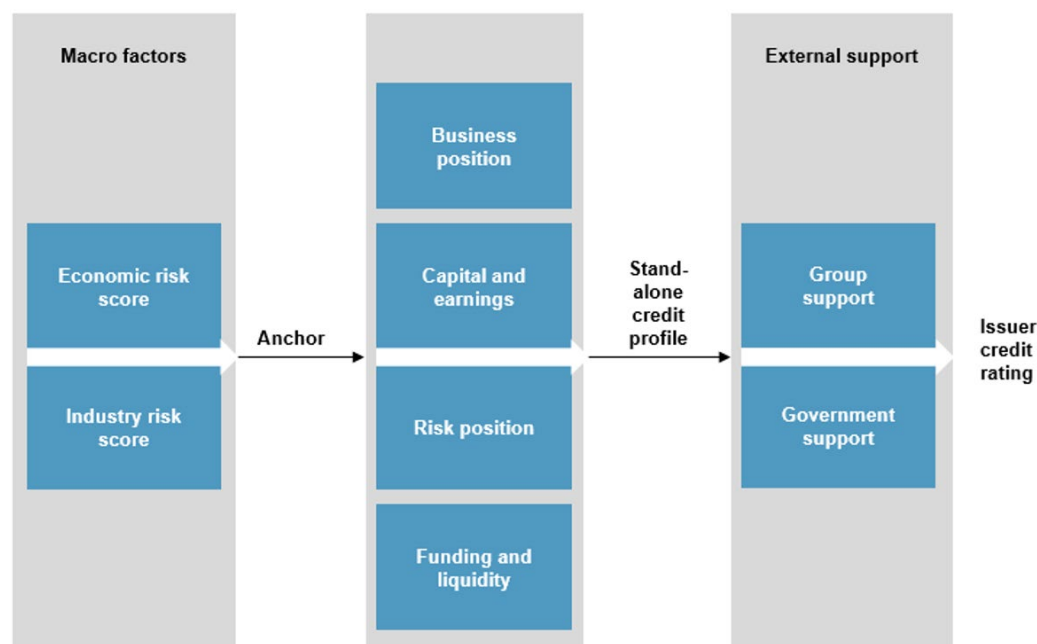 Macro factors
Economic risk
score
Industry risk
score
Anchor
Business
position
Capital and
earnings
Risk position
Funding and
liquidity
Stand-
alone
credit
profile
External support
Group
support
Government
support
Issuer
credit
rating